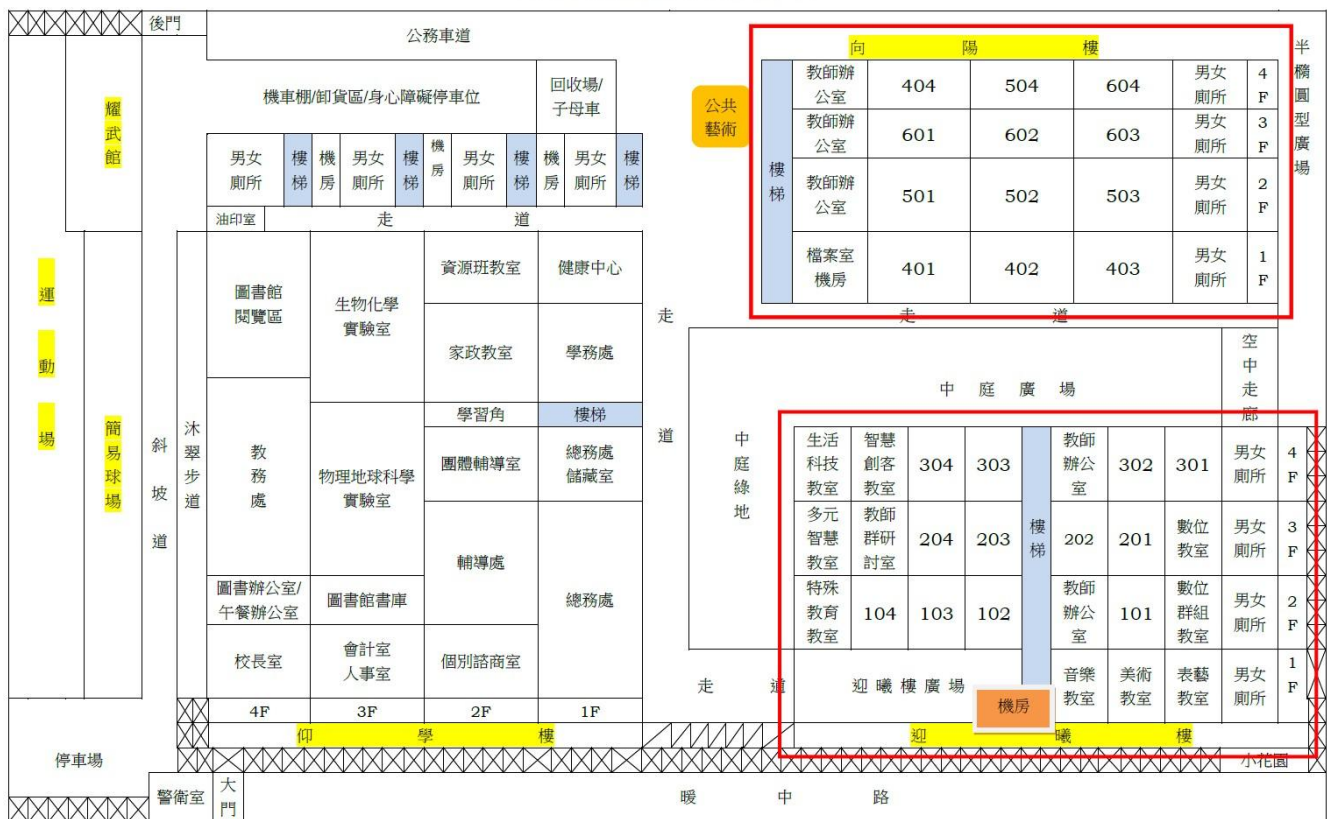 後門
公務車道
向陽樓
半橢圓型廣場
耀武館
機車棚/卸貨區/身心障礙停車位
回收場/
子母車
公共
藝術
樓梯
教師辦
公室
404
504
604
男女
廁所
4
F
教師辦
公室
601
602
603
男女
廁所
3
F
教師辦
公室
501
502
503
男女
廁所
2
F
檔案室
機房
401
402
403
男女
廁所
1
F
男女
廁所
樓梯
機房
男女
廁所
樓梯
機房
男女
廁所
樓梯
機房
男女
廁所
樓梯
油印室
走道
運動場
簡易球場
斜坡道
沐翠步道
圖書館
閱覽區
生物化學
實驗室
資源班教室
健康中心
家政教室
學務處
學習角
樓梯
教務處
物理地球科學
實驗室
團體輔導室
總務處
儲藏室
輔導處
總務處
圖書辦公室/
午餐辦公室
圖書館書庫
校長室
會計室
人事室
個別諮商室
4F
3F
2F
1F
仰學樓
走道
走道
空中走廊
中庭廣場
中庭綠地
生活
科技
教室
智慧
創客
教室
304
303
樓梯
教師
辦公
室
302
301
男女
廁所
4
F
多元
智慧
教室
教師
群研
討室
204
203
202
201
數位
教室
男女
廁所
3
F
特殊
教育
教室
104
103
102
教師
辦公
室
101
數位
群組
教室
男女
廁所
2
F
走道
迎曦樓廣場
機房
音樂
教室
美術
教室
表藝
教室
男女
廁所
1
F
迎曦樓
小花園
停車場
警衛室
大門
暖中路